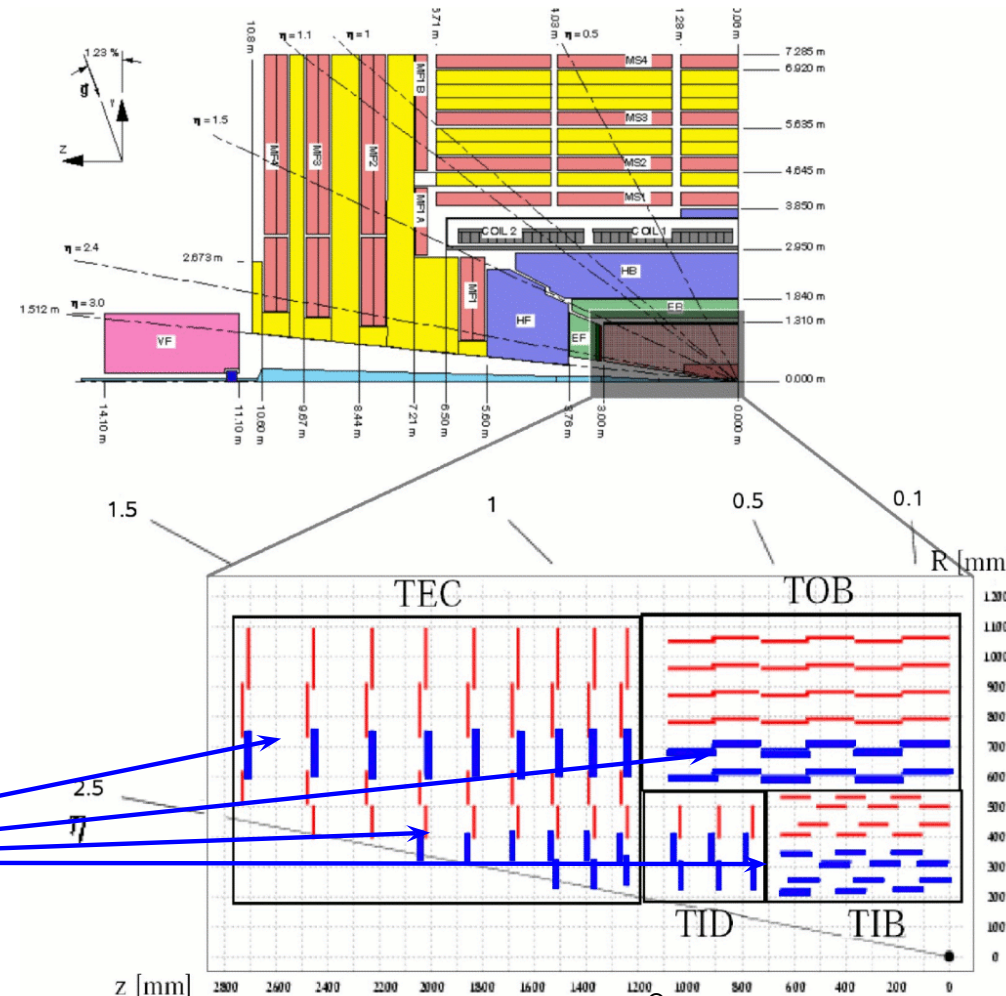 10.8 m
η = 1.1
η = 1
5.71 m
4.03 m
η = 0.5
1.28 m
0.06 m
1.23 %
g
Y
Z
η = 1.5
η = 2.4
2.673 m
1.512 m
η = 3.0
MF4
MF3
MF2
MF1B
MF1A
MF1
MS4
MS3
MS2
MS1
COIL 2
COIL 1
HB
EB
HF
EF
VF
7.285 m
6.920 m
5.635 m
4.645 m
3.850 m
2.950 m
1.840 m
1.310 m
0.000 m
14.10 m
11.10 m
10.60 m
9.67 m
8.44 m
7.21 m
6.50 m
5.60 m
3.00 m
0.000 m
1.5
1
0.5
0.1
R [mm
TEC
TOB
1100
1000
900
800
700
600
500
400
300
200
100
0
2.5
η
TID
TIB
z [mm]
2800
2600
2400
2200
2000
1800
1600
1400
1200
1000
800
600
400
200
0